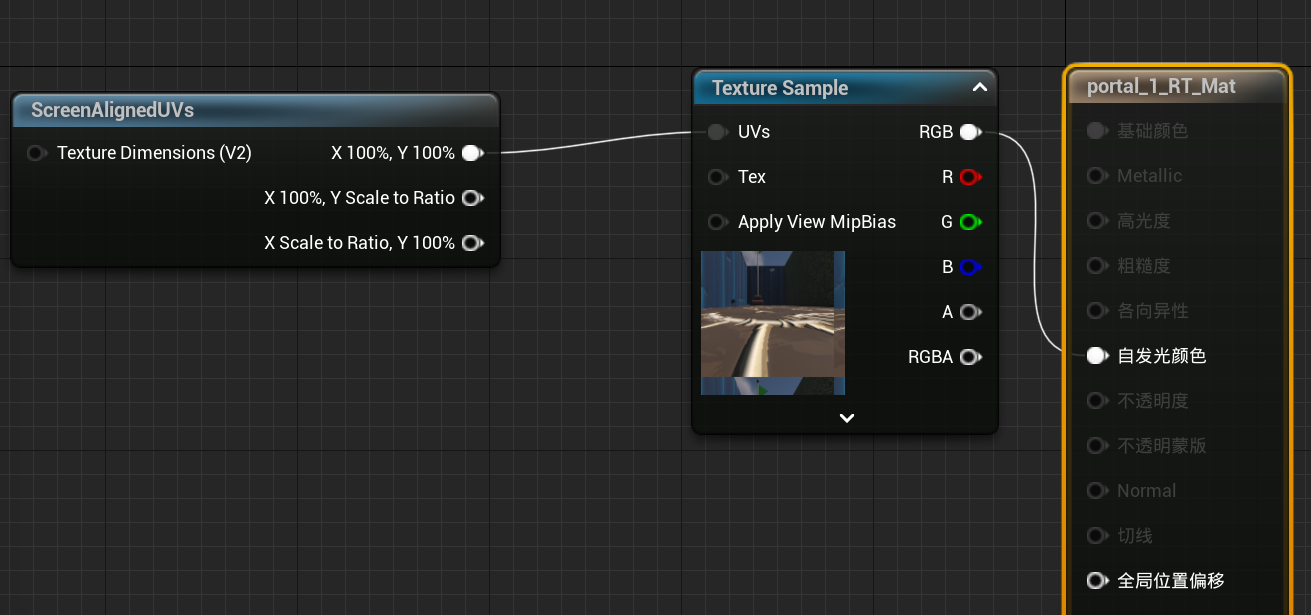 ScreenAlignedUVs
Texture Dimensions (V2)
X 100%, Y 100%
X 100%, Y Scale to Ratio
X Scale to Ratio, Y 100%
Texture Sample
UVs
RGB
Tex
R
Apply View MipBias
G
B
A
RGBA
portal_1_RT_Mat
基础颜色
Metallic
高光度
粗糙度
各向异性
自发光颜色
不透明度
不透明蒙版
Normal
切线
全局位置偏移